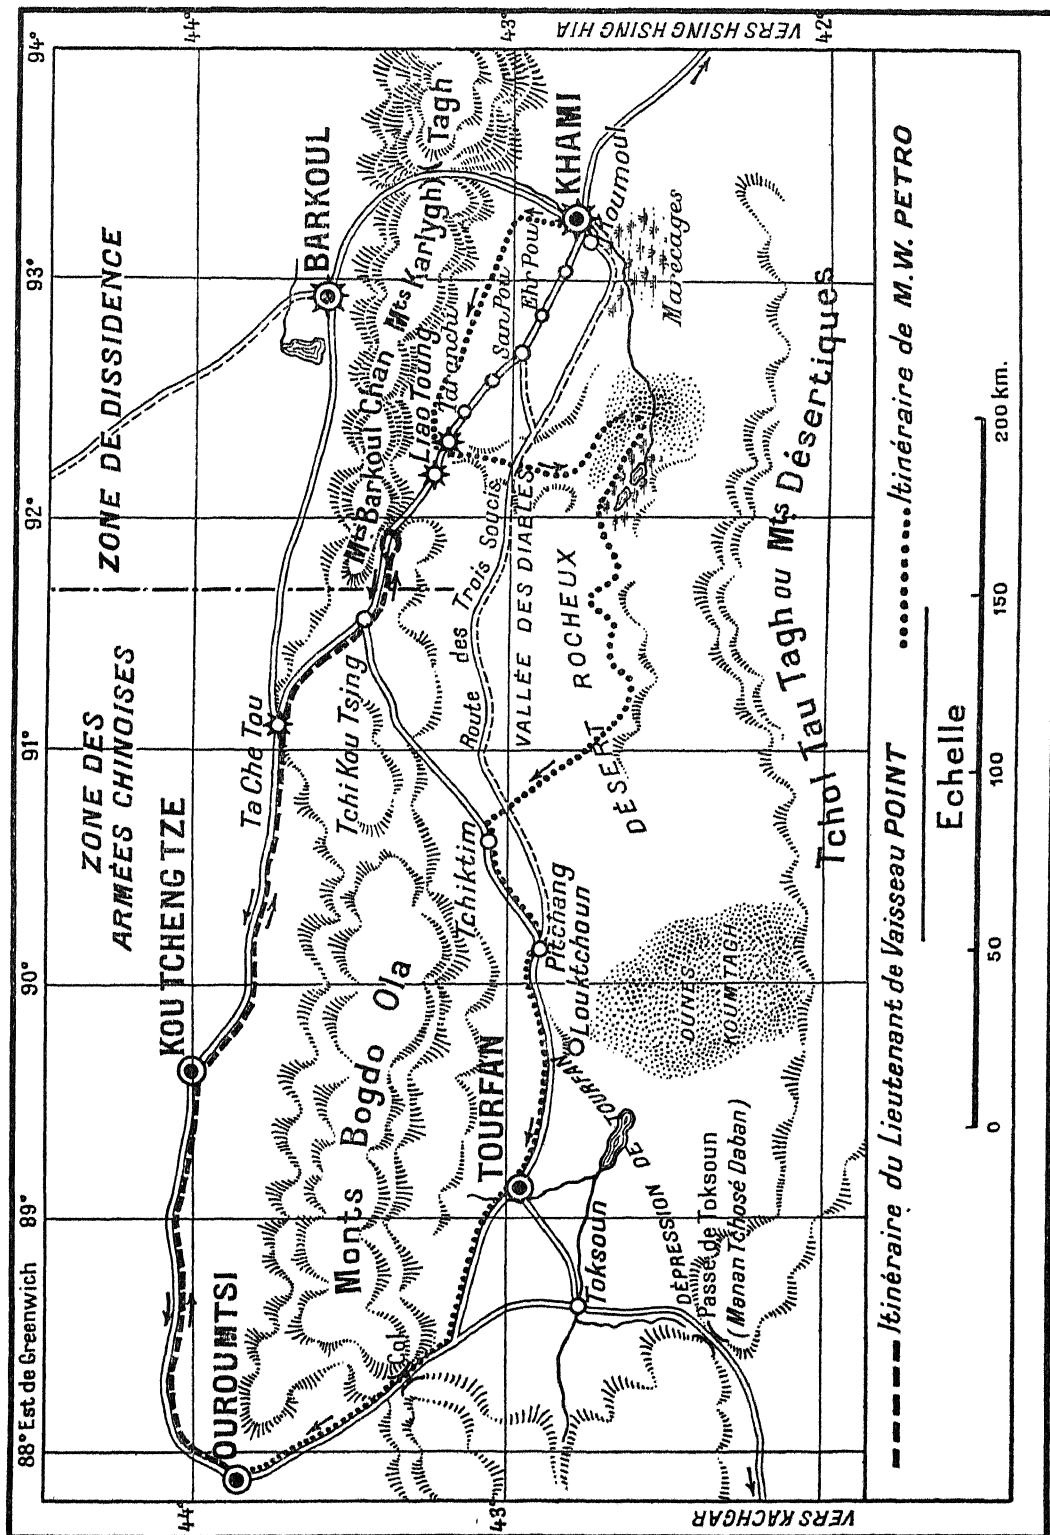 88° Est de Greenwich
89°
90°
91°
92°
93°
94°
44°
44°
43°
43°
42°
ZONE DES
ARMÉES CHINOISES
ZONE DE DISSIDENCE
OUROUMTSI
KOUTCHENGTZE
Ta Che Tou
BARKOUL
Tchi Kou Tsing
Monts Bogdo Ola
Mts Barkoul Chan
Mts Karlygh Tagh
Liao Toung
Taranchi
San Pou
Ehr Pou
KHAMI
Koumoul
Marécages
Col
TOURFAN
Tchiktim
Pitchang
Louktchoun
Route des Trois Soucis
VALLÉE DES DIABLES
DÉSERT ROCHEUX
Toksoun
DÉPRESSION DE TOURFAN
DUNES
KOUMTAGH
Passe de Toksoun
(Manan Tchosé Daban)
Tchol Tau Tagh ou Mts Désertiques
VERS KACHGAR
VERS HSING HSING HIA
Itinéraire du Lieutenant de Vaisseau POINT
Itinéraire de M.W. PETRO
Echelle
0
50
100
150
200 km.